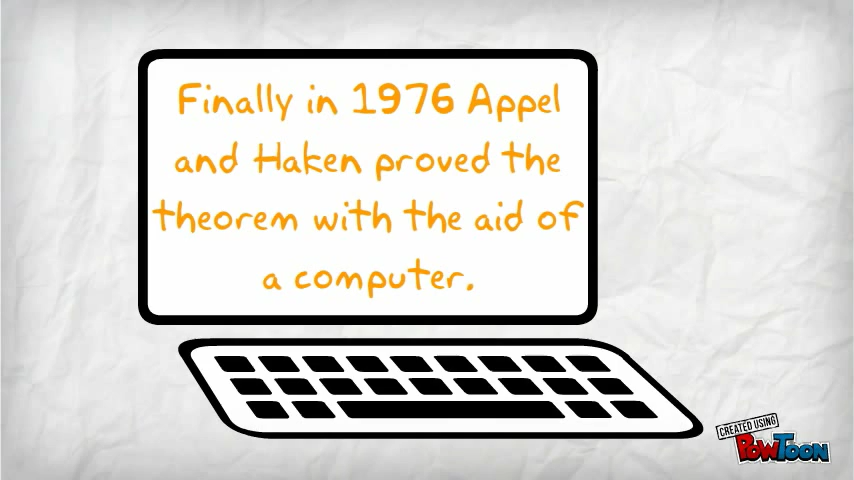 Finally in 1976 Appel
and Haken proved the
theorem with the aid of
a computer.
CREATED USING
POWTOON